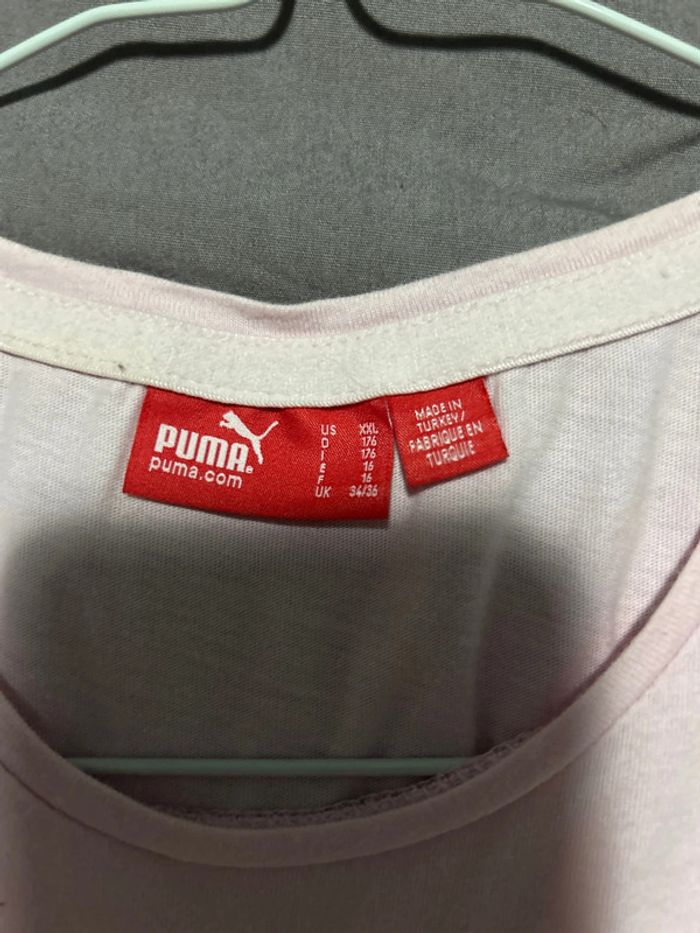 PUMA
puma.com
US XXL
D 176
I 176
E 16
F 16
UK 34/36
MADE IN
TURKEY/
FABRIQUE EN
TURQUIE